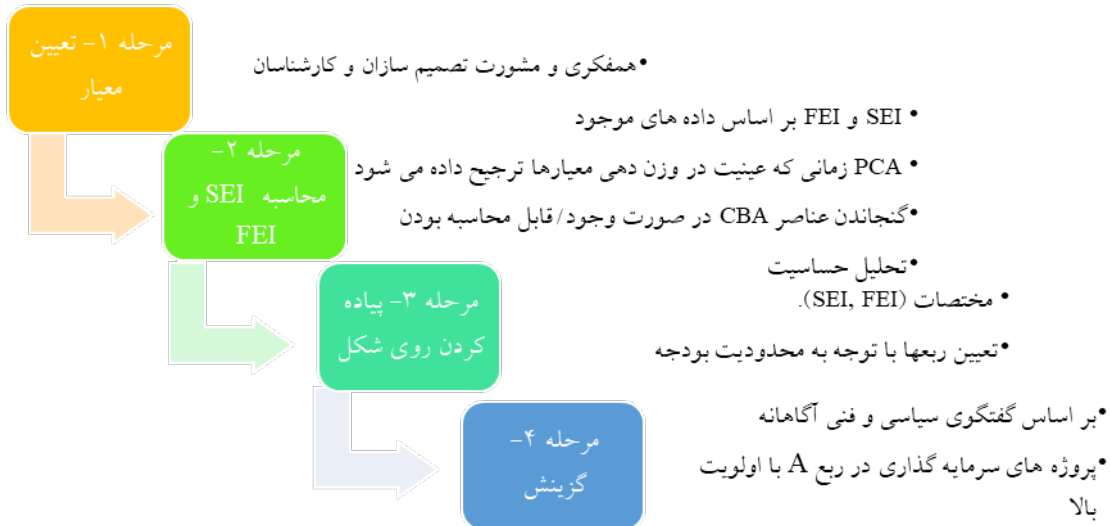 مرحله ۱- تعیین
معیار
•همفکری و مشورت تصمیم سازان و کارشناسان
مرحله ۲-
محاسبه SEI و
FEI
• SEI و FEI بر اساس داده های موجود
• PCA زمانی که عینیت در وزن دهی معیارها ترجیح داده می شود
•گنجاندن عناصر CBA در صورت وجود/قابل محاسبه بودن
•تحلیل حساسیت
مرحله ۳- پیاده
کردن روی شکل
• مختصات (SEI, FEI).
•تعیین ربعها با توجه به محدودیت بودجه
مرحله ۴-
گزینش
•بر اساس گفتگوی سیاسی و فنی آگاهانه
•پروژه های سرمایه گذاری در ربع A با اولویت
بالا